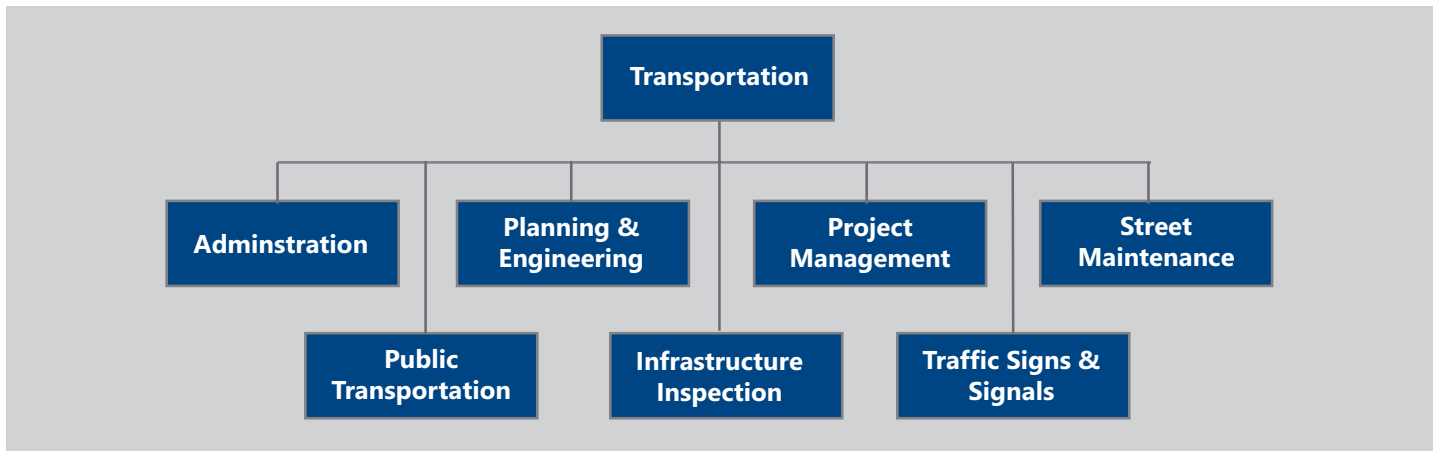 Transportation
Adminstration
Planning &
Engineering
Project
Management
Street
Maintenance
Public
Transportation
Infrastructure
Inspection
Traffic Signs &
Signals